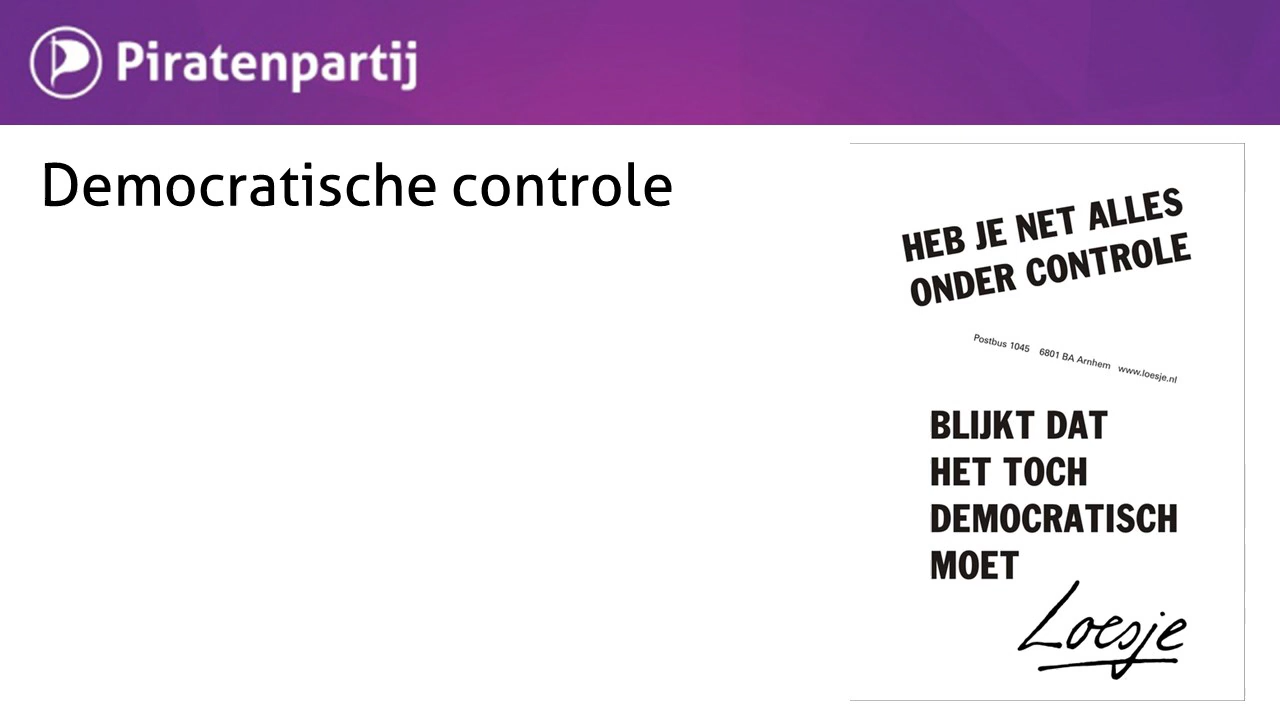 Piratenpartij
Democratische controle
HEB JE NET ALLES
ONDER CONTROLE
Postbus 1045 6801 BA Arnhem www.loesje.nl
BLIJKT DAT
HET TOCH
DEMOCRATISCH
MOET
Loesje